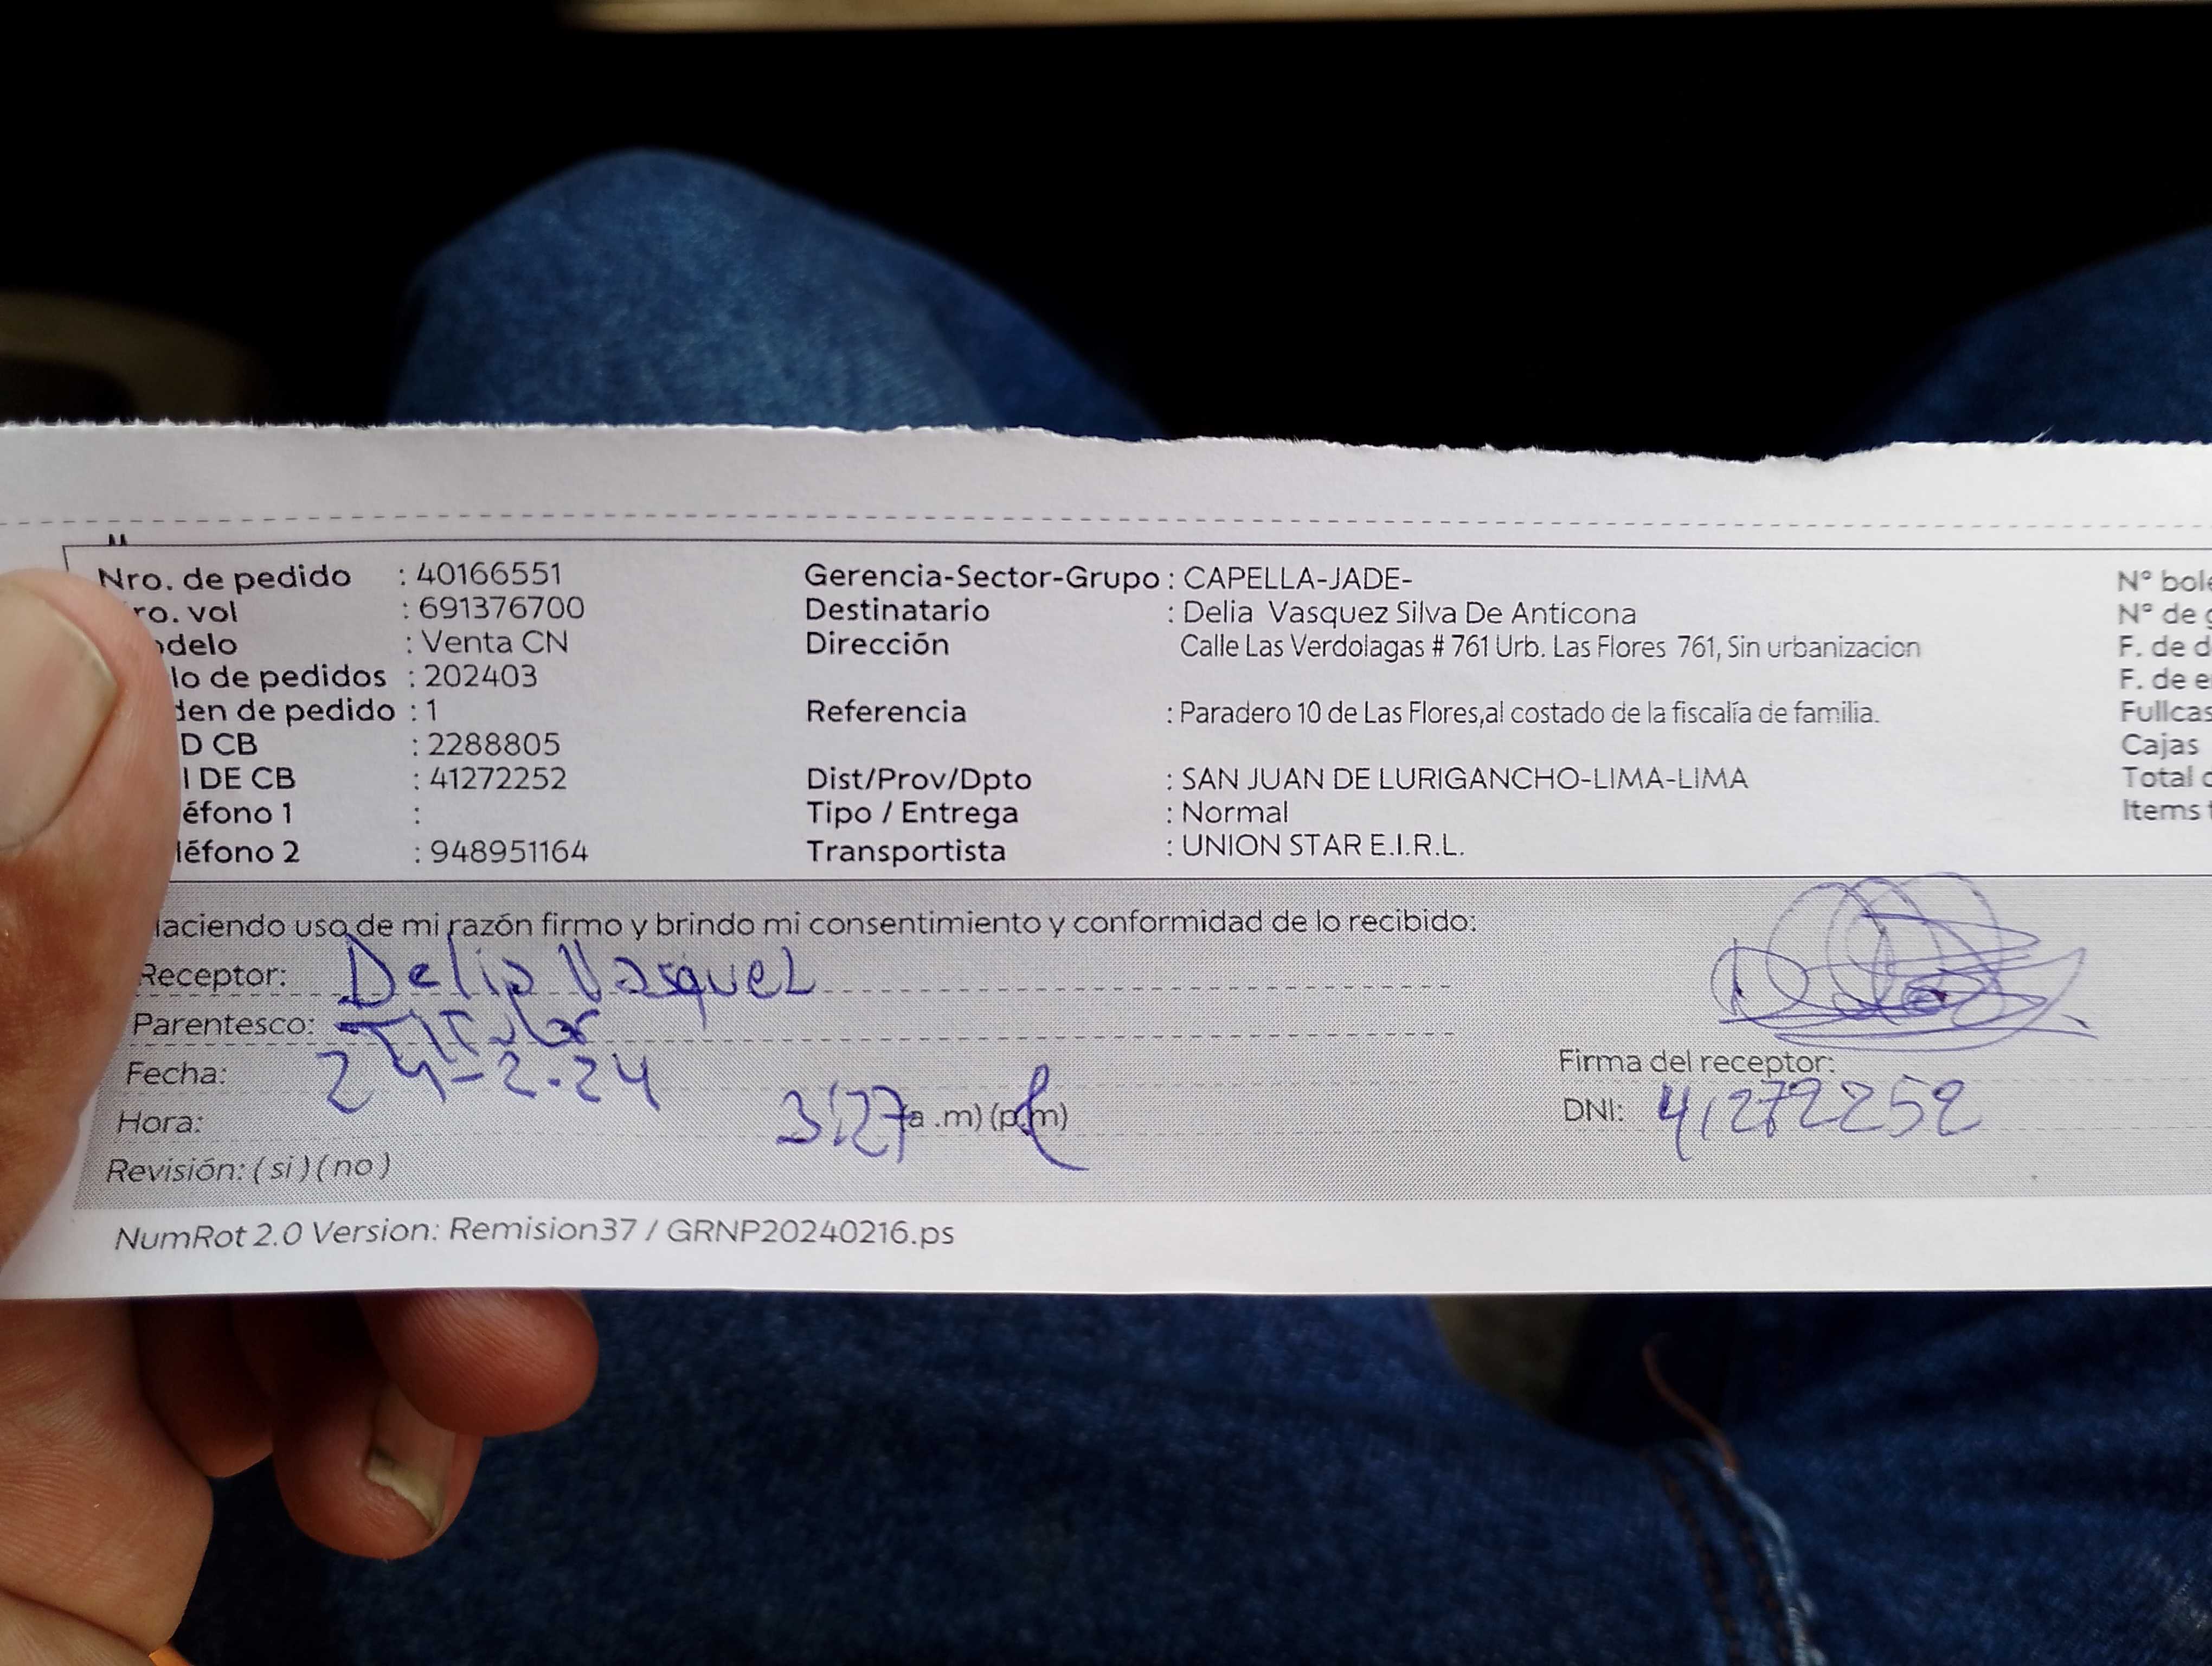 Nro. de pedido : 40166551 Gerencia-Sector-Grupo : CAPELLA-JADE- N° bole
ro. vol : 691376700 Destinatario : Delia Vasquez Silva De Anticona N° de g
delo : Venta CN Dirección Calle Las Verdolagas # 761 Urb. Las Flores 761, Sin urbanizacion F. de d
lo de pedidos : 202403 F. de e
den de pedido : 1 Referencia : Paradero 10 de Las Flores,al costado de la fiscalía de familia. Fullcas
D CB : 2288805 Cajas
I DE CB : 41272252 Dist/Prov/Dpto : SAN JUAN DE LURIGANCHO-LIMA-LIMA Total c
éfono 1 : Tipo / Entrega : Normal Items t
léfono 2 : 948951164 Transportista : UNION STAR E.I.R.L.
aciendo uso de mi razón firmo y brindo mi consentimiento y conformidad de lo recibido:
Receptor: Delia Vasquez
Parentesco: Titular
Fecha: 24-2-24 Firma del receptor:
Hora: 3:27 (a .m) (p.m) DNI: 41272252
Revisión: ( si ) ( no )
NumRot 2.0 Version: Remision37 / GRNP20240216.ps